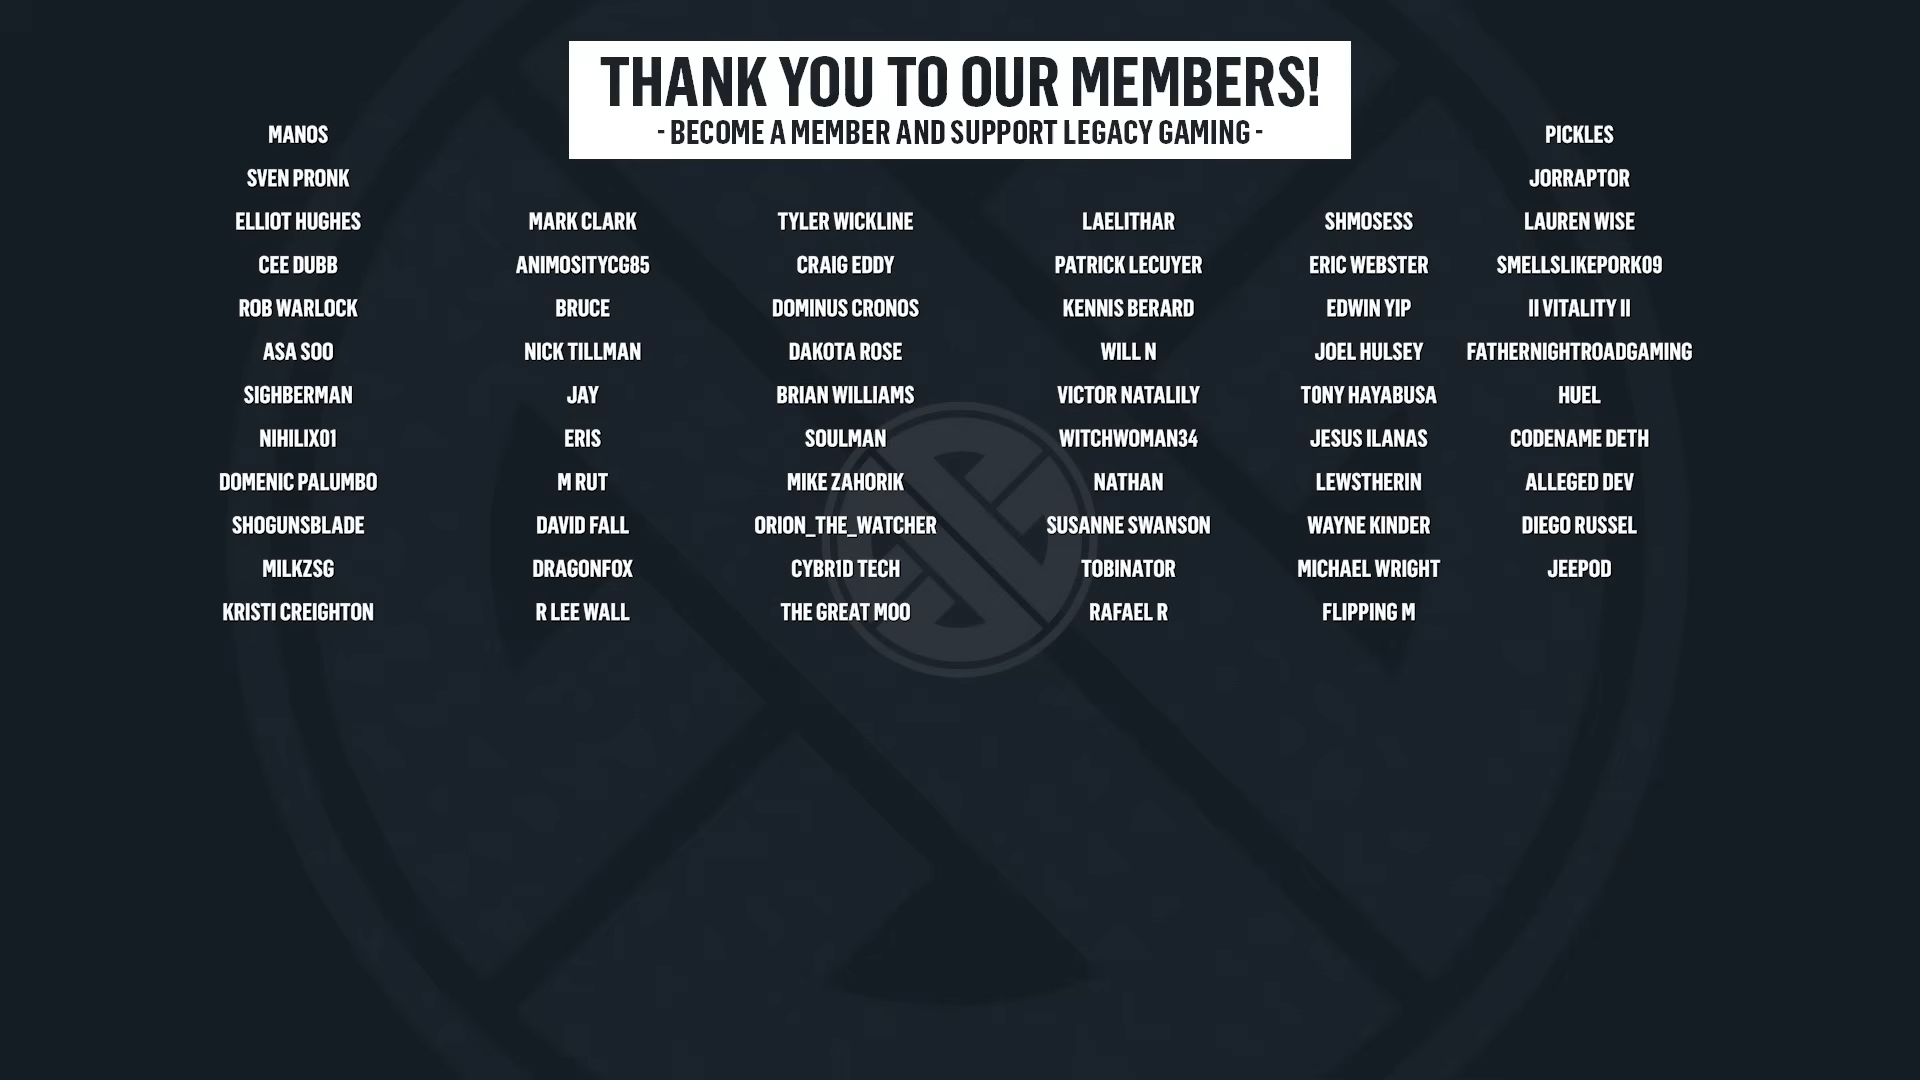 THANK YOU TO OUR MEMBERS!
- BECOME A MEMBER AND SUPPORT LEGACY GAMING -
MANOS
SVEN PRONK
ELLIOT HUGHES
CEE DUBB
ROB WARLOCK
ASA SOO
SIGHBERMAN
NIHILIX01
DOMENIC PALUMBO
SHOGUNSBLADE
MILKZSG
KRISTI CREIGHTON
MARK CLARK
ANIMOSITYCG85
BRUCE
NICK TILLMAN
JAY
ERIS
M RUT
DAVID FALL
DRAGONFOX
R LEE WALL
TYLER WICKLINE
CRAIG EDDY
DOMINUS CRONOS
DAKOTA ROSE
BRIAN WILLIAMS
SOULMAN
MIKE ZAHORIK
ORION_THE_WATCHER
CYBR1D TECH
THE GREAT MOO
LAELITHAR
PATRICK LECUYER
KENNIS BERARD
WILL N
VICTOR NATALILY
WITCHWOMAN34
NATHAN
SUSANNE SWANSON
TOBINATOR
RAFAEL R
SHMOSESS
ERIC WEBSTER
EDWIN YIP
JOEL HULSEY
TONY HAYABUSA
JESUS ILANAS
LEWSTHERIN
WAYNE KINDER
MICHAEL WRIGHT
FLIPPING M
PICKLES
JORRAPTOR
LAUREN WISE
SMELLSLIKEPORK09
II VITALITY II
FATHERNIGHTROADGAMING
HUEL
CODENAME DETH
ALLEGED DEV
DIEGO RUSSEL
JEEPOD